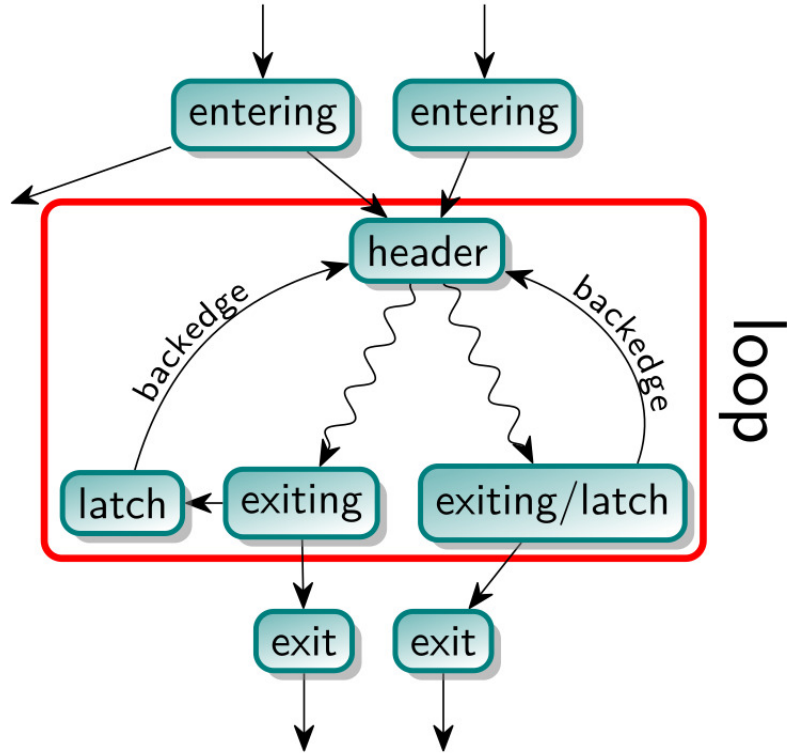 entering
entering
header
backedge
backedge
loop
latch
exiting
exiting/latch
exit
exit